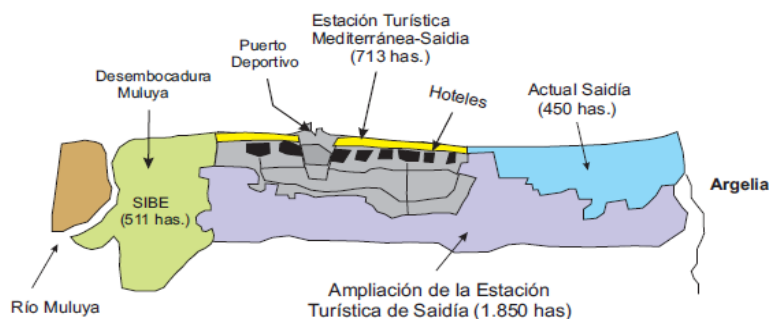 Estación Turística
Mediterránea-Saidia
(713 has.)
Puerto
Deportivo
Desembocadura
Muluya
Hoteles
Actual Saidía
(450 has.)
Argelia
SIBE
(511 has.)
Río Muluya
Ampliación de la Estación
Turística de Saidía (1.850 has)